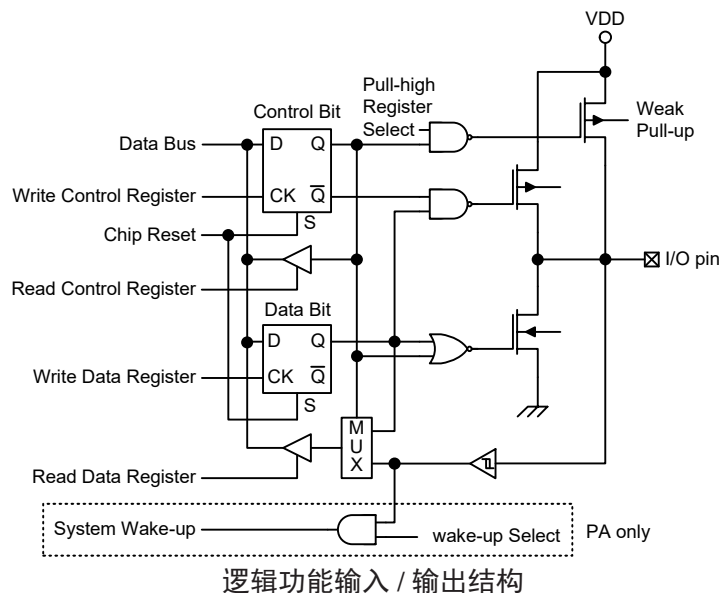 VDD
Pull-high
Register
Select
Weak
Pull-up
Control Bit
Data Bus
D
Q
Write Control Register
CK
Q
S
Chip Reset
I/O pin
Read Control Register
Data Bit
D
Q
Write Data Register
CK
Q
S
M
U
X
Read Data Register
System Wake-up
wake-up Select
PA only
逻辑功能输入 / 输出结构